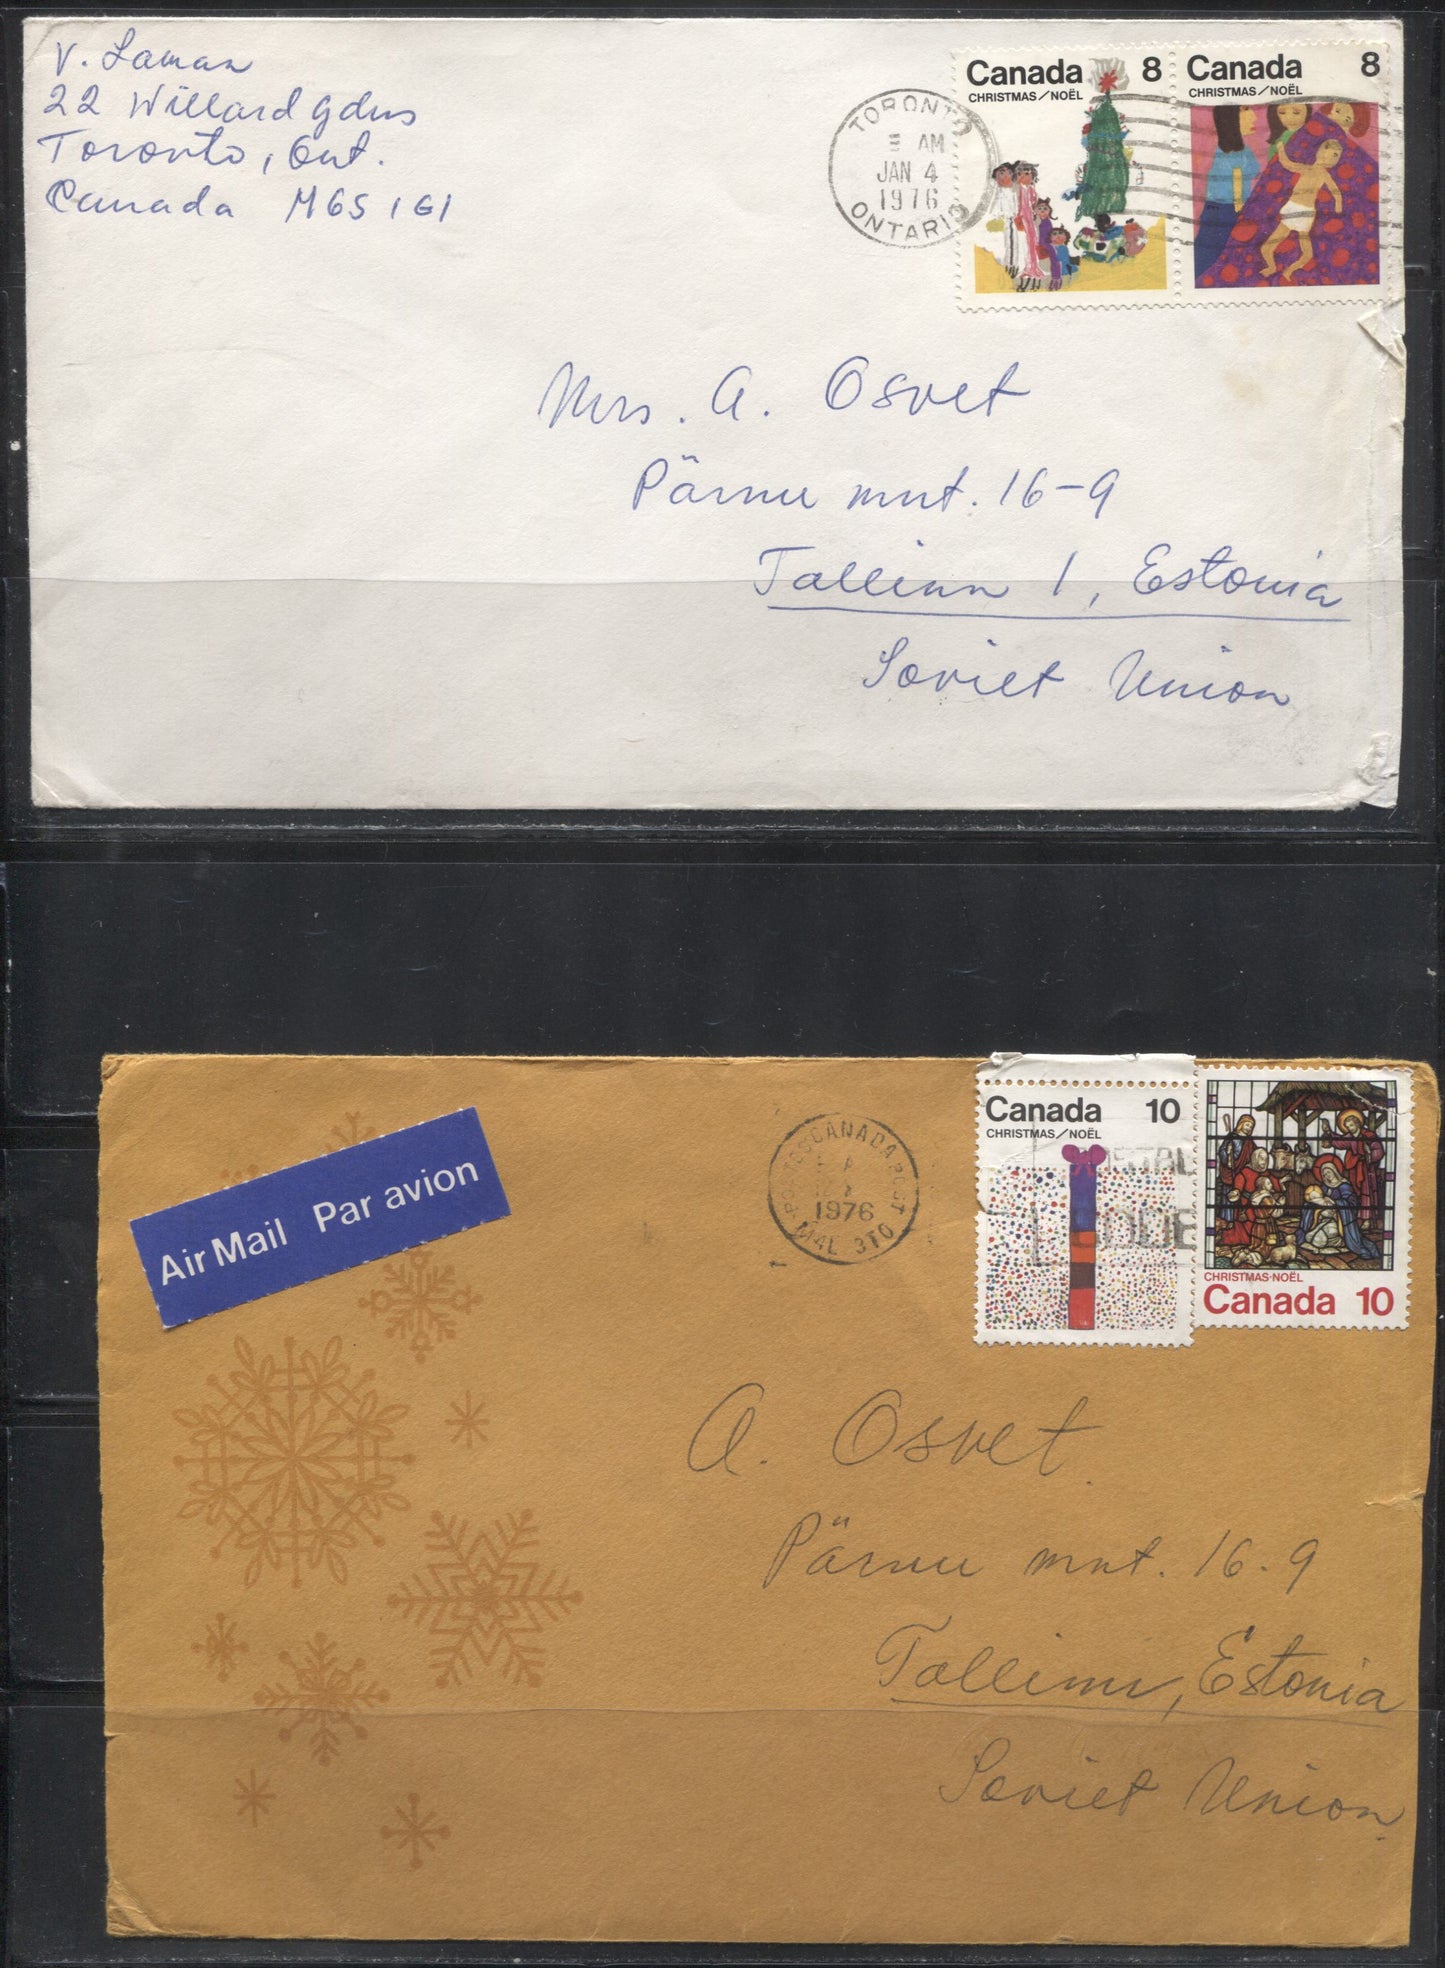 V. Laman
22 Willard gdns
Toronto, Ont.
Canada M6S 1G1
TORONTO
AM
JAN 4
1976
ONTARIO
Canada 8
CHRISTMAS/NOËL
Canada 8
CHRISTMAS/NOËL
Mrs. A. Osvet
Pärnu mnt. 16-9
Tallinn 1, Estonia
Soviet Union
Air Mail Par avion
POSTES CANADA POST
1976
M4L 3T0
Canada 10
CHRISTMAS/NOËL
CHRISTMAS-NOËL
Canada 10
A. Osvet
Pärnu mnt. 16-9
Tallinn, Estonia
Soviet Union